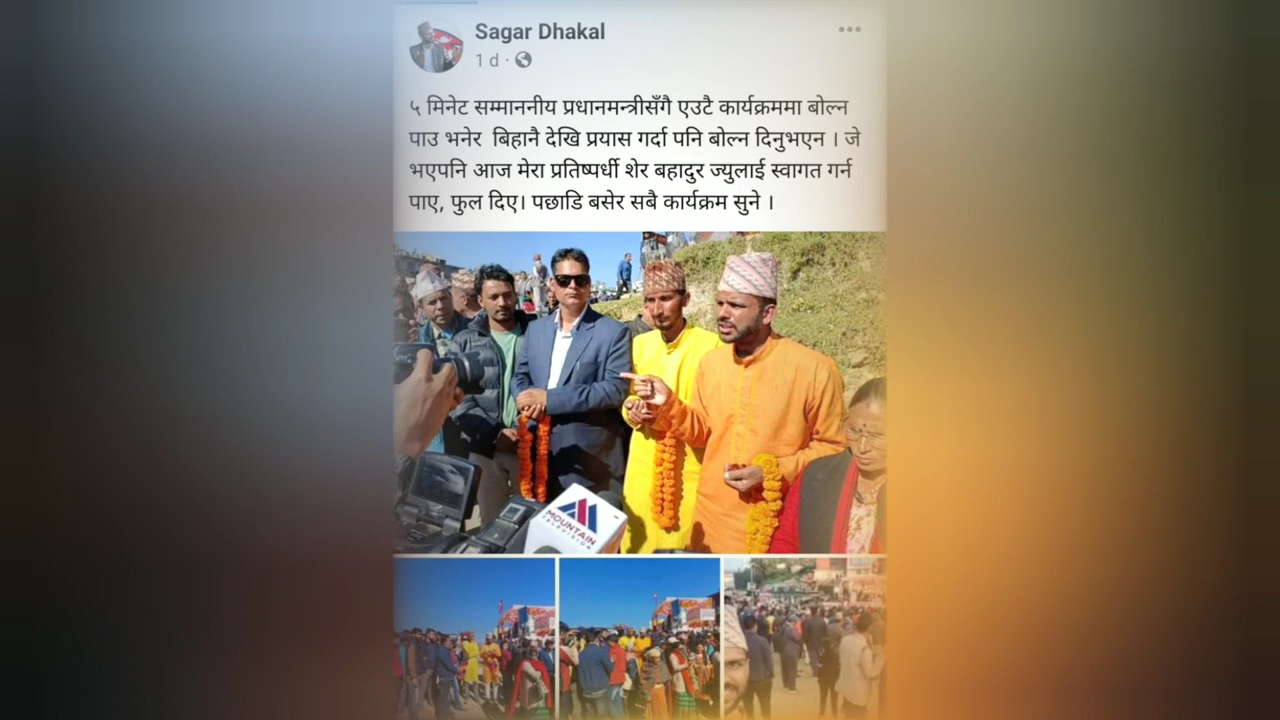 Sagar Dhakal
1 d ·
५ मिनेट सम्माननीय प्रधानमन्त्रीसँगै एउटै कार्यक्रममा बोल्न
पाउ भनेर बिहानै देखि प्रयास गर्दा पनि बोल्न दिनुभएन । जे
भएपनि आज मेरा प्रतिष्पर्धी शेर बहादुर ज्युलाई स्वागत गर्न
पाए, फुल दिए। पछाडि बसेर सबै कार्यक्रम सुने ।
MOUNTAIN
TELEVISION